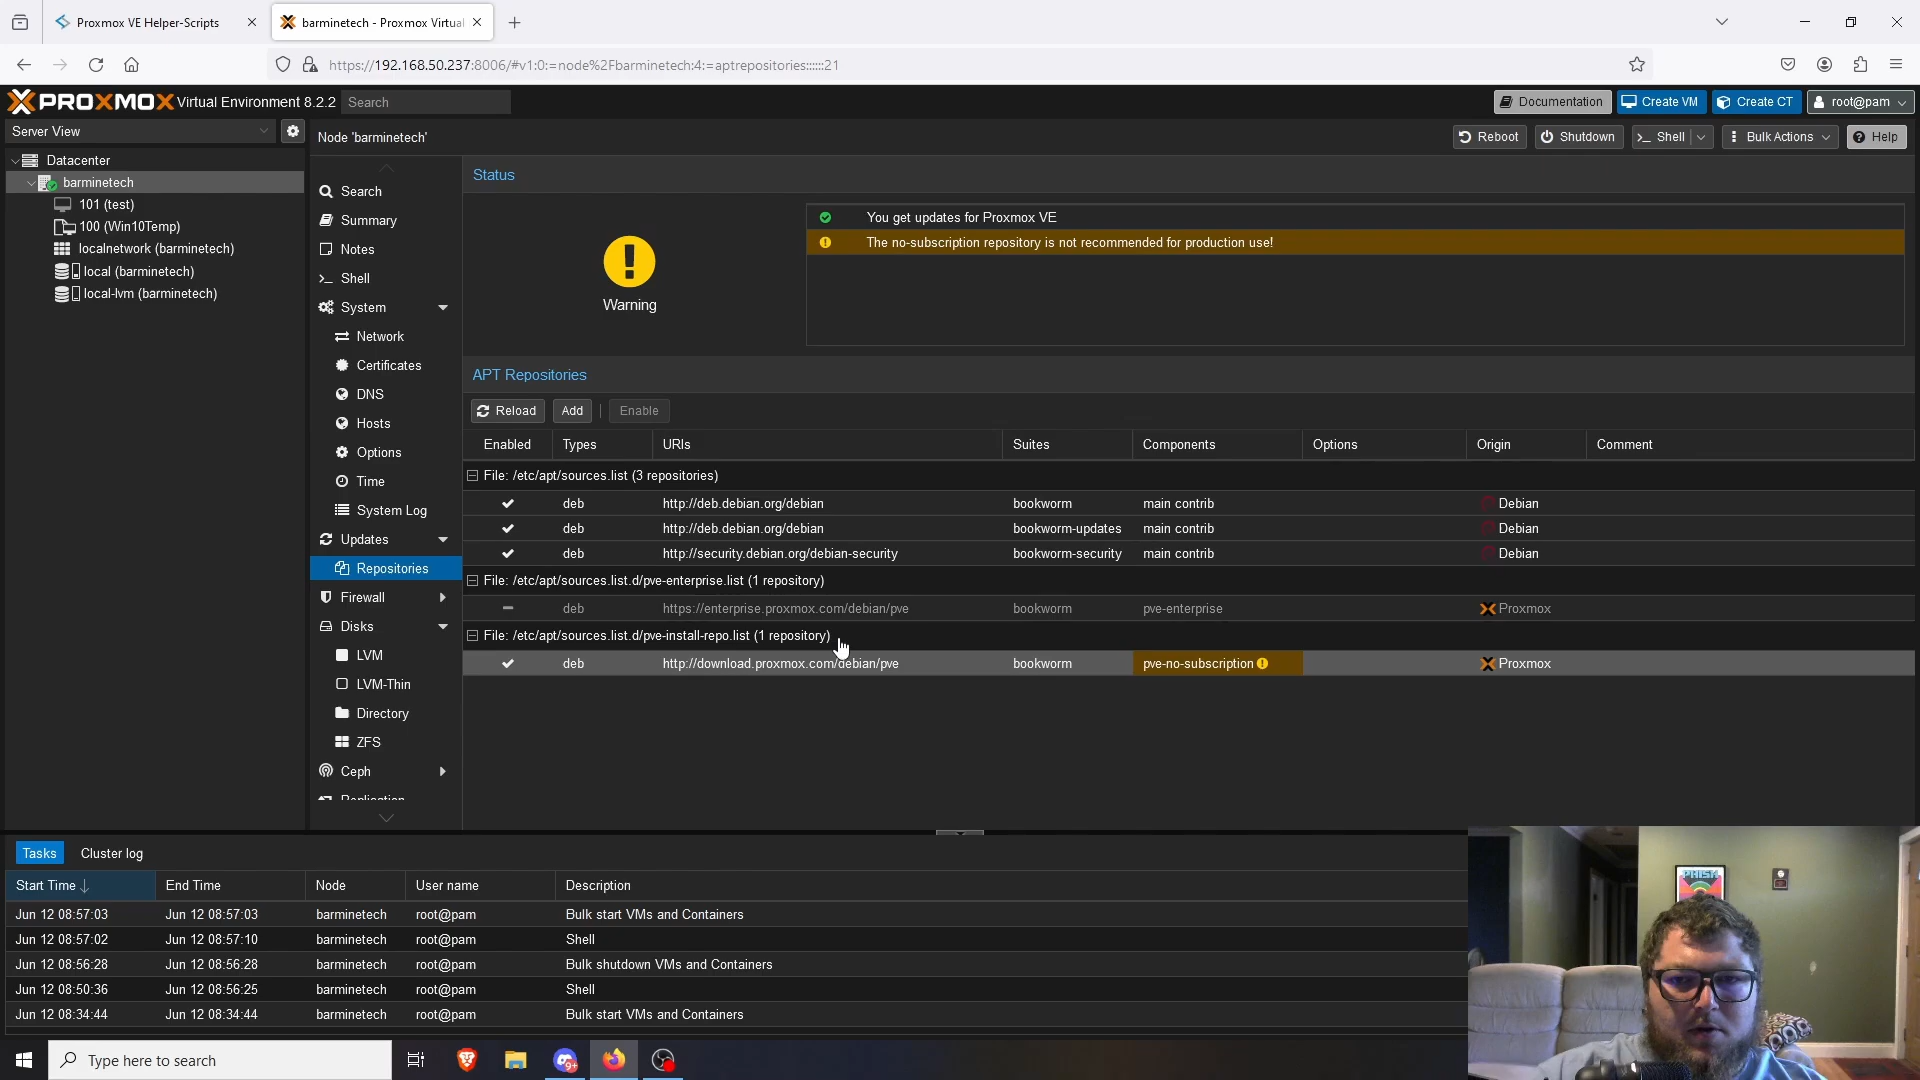 Proxmox VE Helper-Scripts
barminetech - Proxmox Virtual
https://192.168.50.237:8006/#v1:0:=node%2Fbarminetech:4:=aptrepositories::::::21
PROXMOX Virtual Environment 8.2.2 Search
Documentation Create VM Create CT root@pam
Server View
Node 'barminetech'
Reboot Shutdown Shell Bulk Actions Help
Datacenter
barminetech
101 (test)
100 (Win10Temp)
localnetwork (barminetech)
local (barminetech)
local-lvm (barminetech)
Search
Summary
Notes
Shell
System
Network
Certificates
DNS
Hosts
Options
Time
System Log
Updates
Repositories
Firewall
Disks
LVM
LVM-Thin
Directory
ZFS
Ceph
Replication
Status
Warning
You get updates for Proxmox VE
The no-subscription repository is not recommended for production use!
APT Repositories
Reload Add Enable
Enabled Types URIs Suites Components Options Origin Comment
File: /etc/apt/sources.list (3 repositories)
deb http://deb.debian.org/debian bookworm main contrib Debian
deb http://deb.debian.org/debian bookworm-updates main contrib Debian
deb http://security.debian.org/debian-security bookworm-security main contrib Debian
File: /etc/apt/sources.list.d/pve-enterprise.list (1 repository)
deb https://enterprise.proxmox.com/debian/pve bookworm pve-enterprise Proxmox
File: /etc/apt/sources.list.d/pve-install-repo.list (1 repository)
deb http://download.proxmox.com/debian/pve bookworm pve-no-subscription Proxmox
Tasks Cluster log
Start Time End Time Node User name Description
Jun 12 08:57:03 Jun 12 08:57:03 barminetech root@pam Bulk start VMs and Containers
Jun 12 08:57:02 Jun 12 08:57:10 barminetech root@pam Shell
Jun 12 08:56:28 Jun 12 08:56:28 barminetech root@pam Bulk shutdown VMs and Containers
Jun 12 08:50:36 Jun 12 08:56:25 barminetech root@pam Shell
Jun 12 08:34:44 Jun 12 08:34:44 barminetech root@pam Bulk start VMs and Containers
PHISH
Type here to search
9+